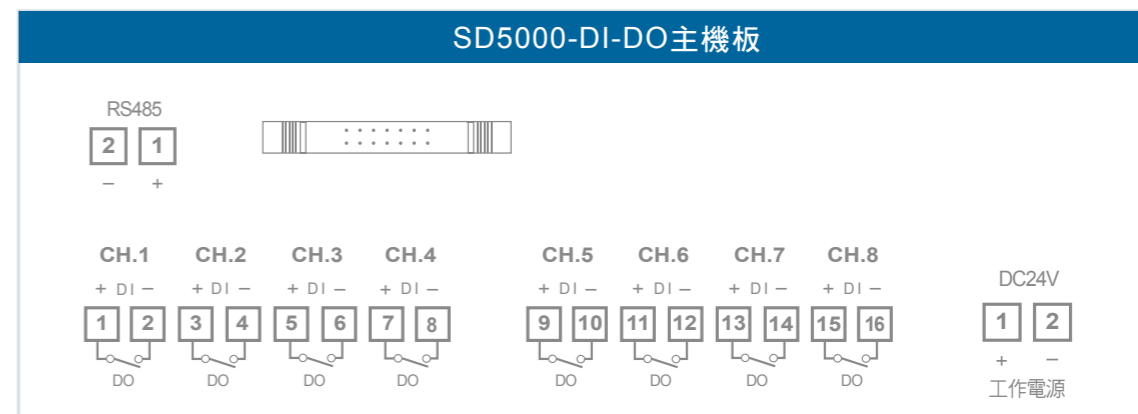 SD5000-DI-DO主機板
RS485
2 1
– +
CH.1 CH.2 CH.3 CH.4 CH.5 CH.6 CH.7 CH.8
+ DI – + DI – + DI – + DI – + DI – + DI – + DI – + DI –
1 2 3 4 5 6 7 8 9 10 11 12 13 14 15 16
DO DO DO DO DO DO DO DO
DC24V
1 2
+ –
工作電源